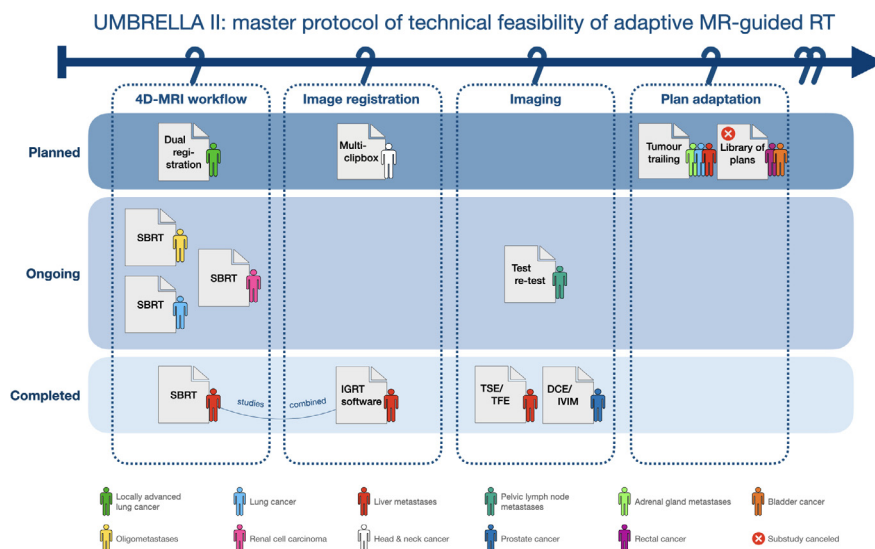 UMBRELLA II: master protocol of technical feasibility of adaptive MR-guided RT
4D-MRI workflow
Image registration
Imaging
Plan adaptation
Planned
Dual
regi-
stration
Multi-
clipbox
Tumour
trailing
Library of
plans
Ongoing
SBRT
SBRT
SBRT
Test
re-test
Completed
SBRT
studies combined
IGRT
software
TSE/
TFE
DCE/
IVIM
Locally advanced
lung cancer
Lung cancer
Liver metastases
Pelvic lymph node
metastases
Adrenal gland metastases
Bladder cancer
Oligometastases
Renal cell carcinoma
Head & neck cancer
Prostate cancer
Rectal cancer
Substudy canceled